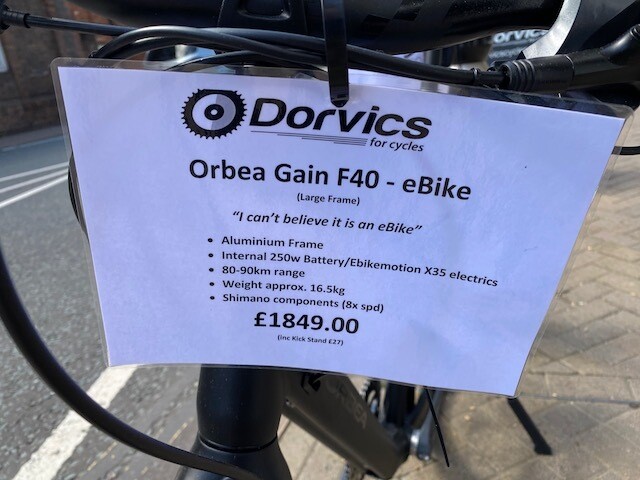 Dorvics
for cycles
Orbea Gain F40 - eBike
(Large Frame)
"I can't believe it is an eBike"
• Aluminium Frame
• Internal 250w Battery/Ebikemotion X35 electrics
• 80-90km range
• Weight approx. 16.5kg
• Shimano components (8x spd)
£1849.00
(inc Kick Stand £27)